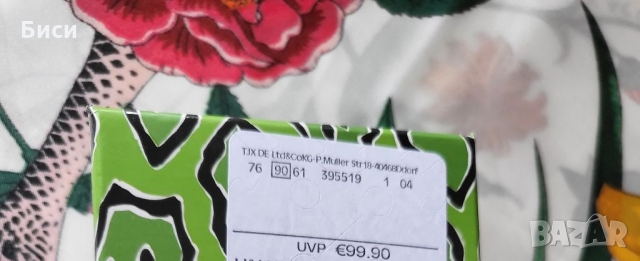 Биси
TJX DE Ltd&CoKG-P.Muller Str18-40468Ddorf
76 90 61 395519 1 04
UVP €99.90
bazar